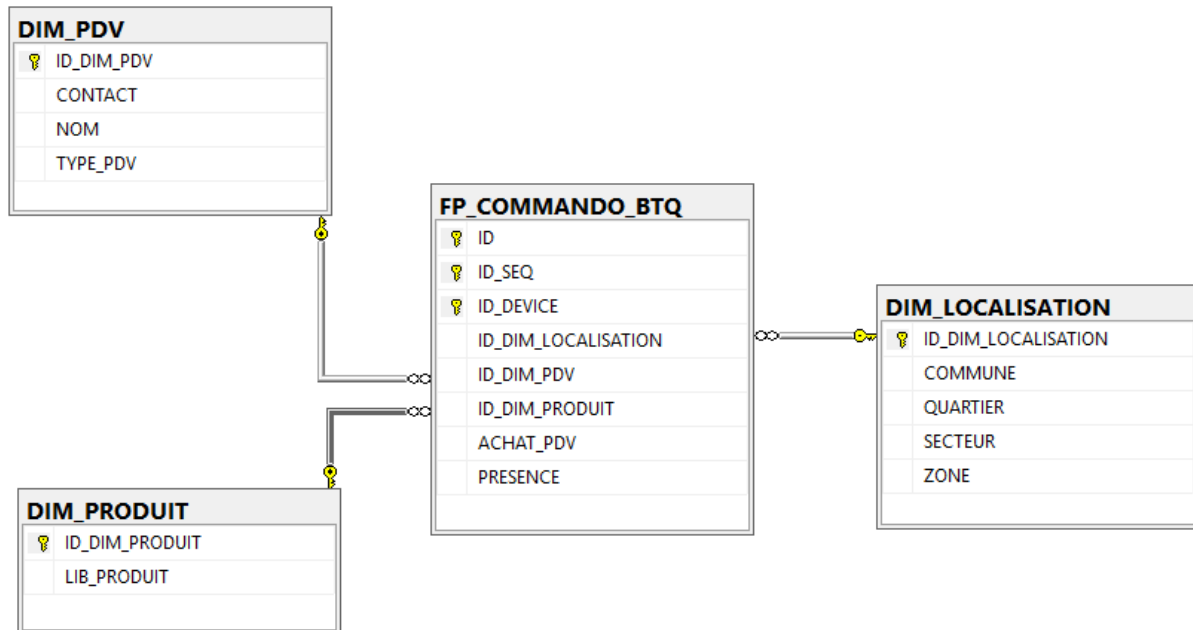 DIM_PDV
ID_DIM_PDV
CONTACT
NOM
TYPE_PDV
FP_COMMANDO_BTQ
ID
ID_SEQ
ID_DEVICE
ID_DIM_LOCALISATION
ID_DIM_PDV
ID_DIM_PRODUIT
ACHAT_PDV
PRESENCE
DIM_LOCALISATION
ID_DIM_LOCALISATION
COMMUNE
QUARTIER
SECTEUR
ZONE
DIM_PRODUIT
ID_DIM_PRODUIT
LIB_PRODUIT